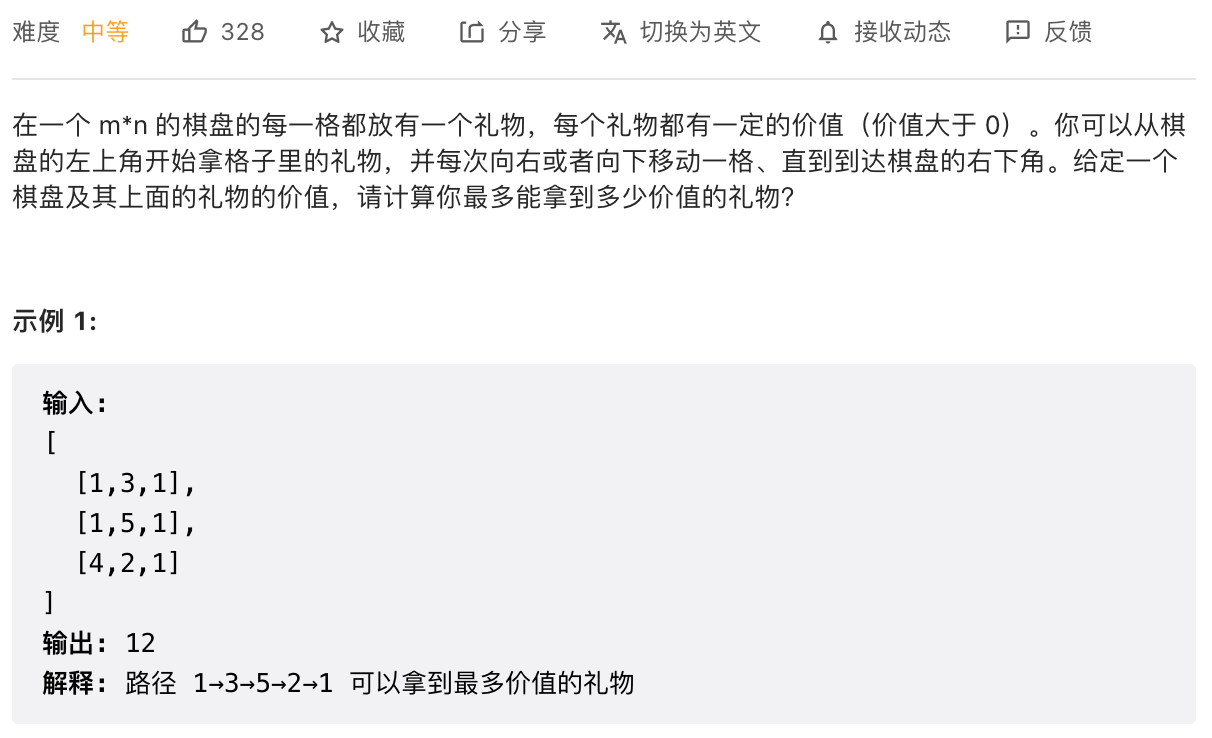 难度 中等 328 收藏 分享 切换为英文 接收动态 反馈
在一个 m*n 的棋盘的每一格都放有一个礼物，每个礼物都有一定的价值（价值大于 0）。你可以从棋
盘的左上角开始拿格子里的礼物，并每次向右或者向下移动一格、直到到达棋盘的右下角。给定一个
棋盘及其上面的礼物的价值，请计算你最多能拿到多少价值的礼物？
示例 1:
输入:
[
  [1,3,1],
  [1,5,1],
  [4,2,1]
]
输出: 12
解释: 路径 1→3→5→2→1 可以拿到最多价值的礼物